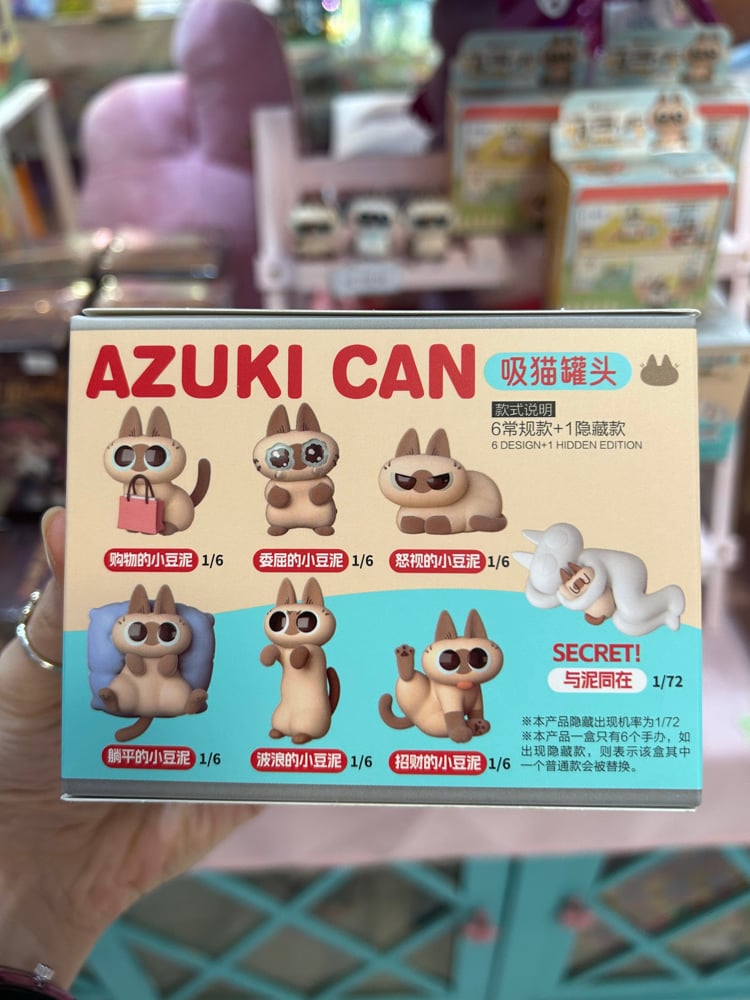 AZUKI CAN 吸猫罐头
款式说明
6常规款+1隐藏款
6 DESIGN+1 HIDDEN EDITION
购物的小豆泥 1/6
委屈的小豆泥 1/6
怒视的小豆泥 1/6
躺平的小豆泥 1/6
波浪的小豆泥 1/6
招财的小豆泥 1/6
SECRET!
与泥同在 1/72
※本产品隐藏出现机率为1/72
※本产品一盒只有6个手办，如
出现隐藏款，则表示该盒其中
一个普通款会被替换。